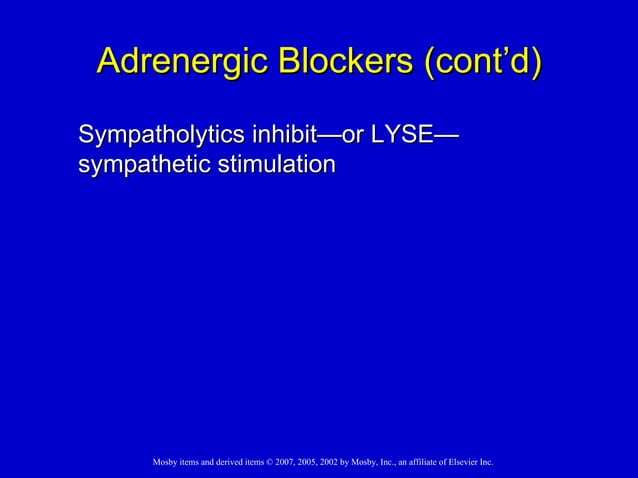 Adrenergic Blockers (cont’d)
Sympatholytics inhibit—or LYSE—
sympathetic stimulation
Mosby items and derived items © 2007, 2005, 2002 by Mosby, Inc., an affiliate of Elsevier Inc.